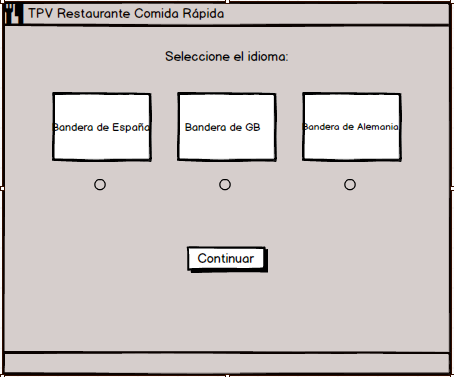 TPV Restaurante Comida Rápida
Seleccione el idioma:
Bandera de España
Bandera de GB
Bandera de Alemania
Continuar